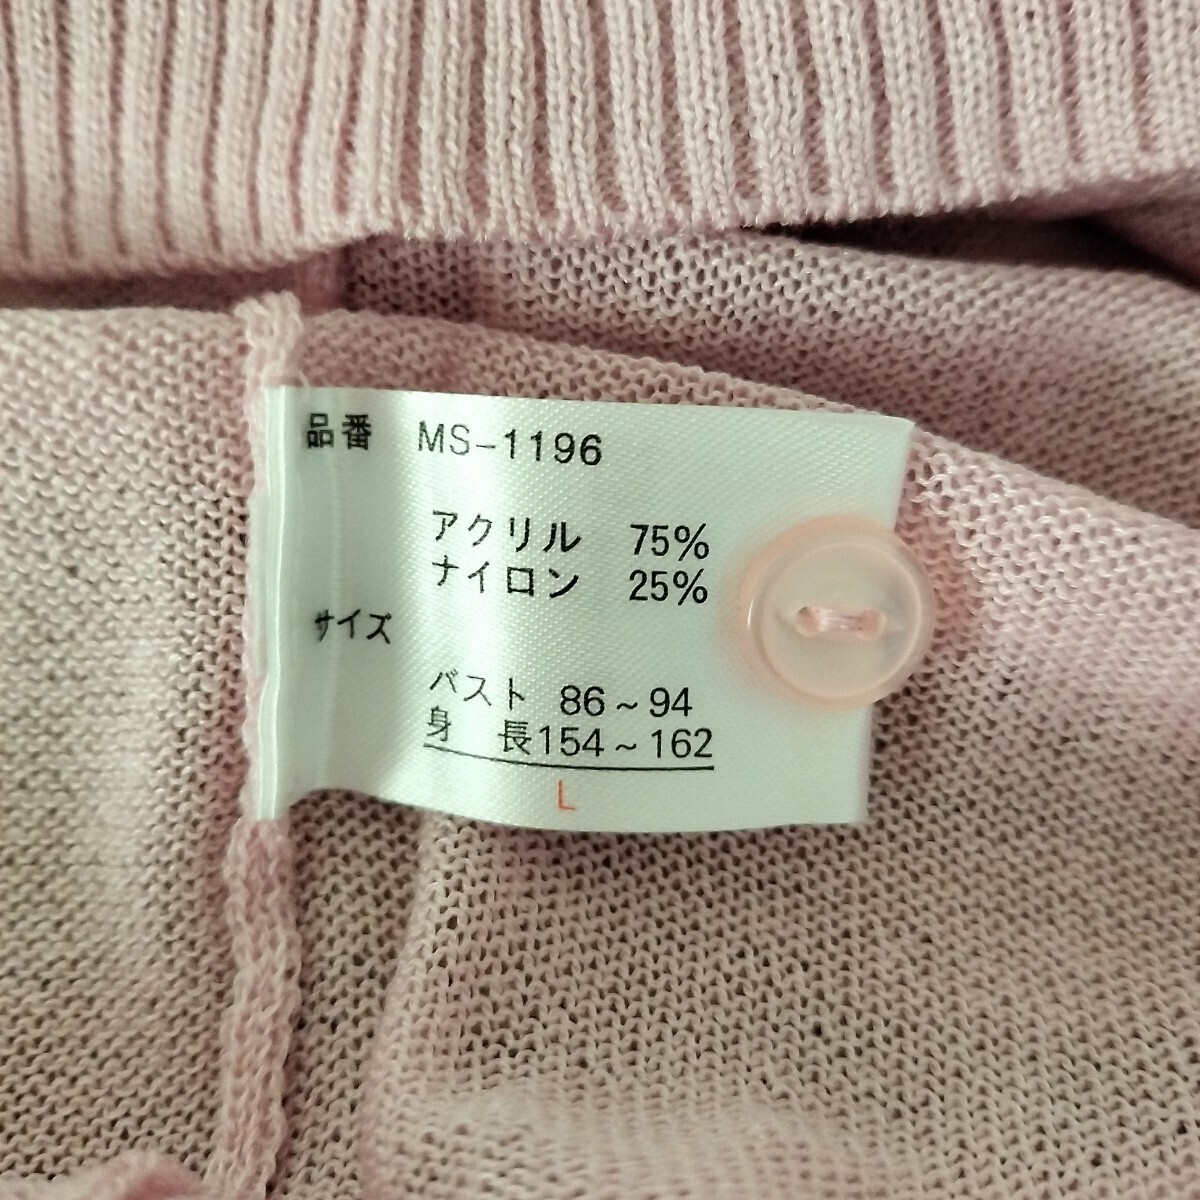 品番 MS-1196
アクリル 75%
ナイロン 25%
サイズ
バスト 86~94
身 長154~162
L